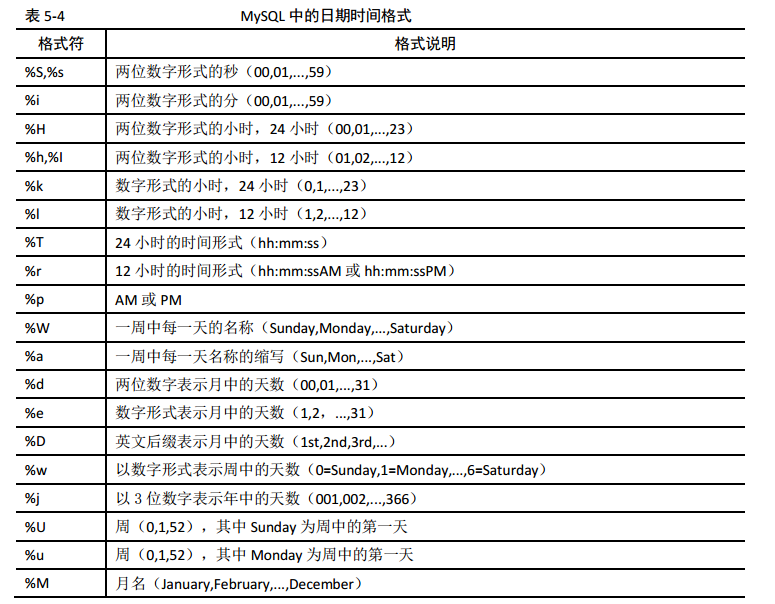 表 5-4 MySQL 中的日期时间格式
格式符 格式说明
%S,%s 两位数字形式的秒（00,01,...,59）
%i 两位数字形式的分（00,01,...,59）
%H 两位数字形式的小时，24 小时（00,01,...,23）
%h,%I 两位数字形式的小时，12 小时（01,02,...,12）
%k 数字形式的小时，24 小时（0,1,...,23）
%l 数字形式的小时，12 小时（1,2,...,12）
%T 24 小时的时间形式（hh:mm:ss）
%r 12 小时的时间形式（hh:mm:ssAM 或 hh:mm:ssPM）
%p AM 或 PM
%W 一周中每一天的名称（Sunday,Monday,...,Saturday）
%a 一周中每一天名称的缩写（Sun,Mon,...,Sat）
%d 两位数字表示月中的天数（00,01,...,31）
%e 数字形式表示月中的天数（1,2，...,31）
%D 英文后缀表示月中的天数（1st,2nd,3rd,...）
%w 以数字形式表示周中的天数（0=Sunday,1=Monday,...,6=Saturday）
%j 以 3 位数字表示年中的天数（001,002,...,366）
%U 周（0,1,52），其中 Sunday 为周中的第一天
%u 周（0,1,52），其中 Monday 为周中的第一天
%M 月名（January,February,...,December）